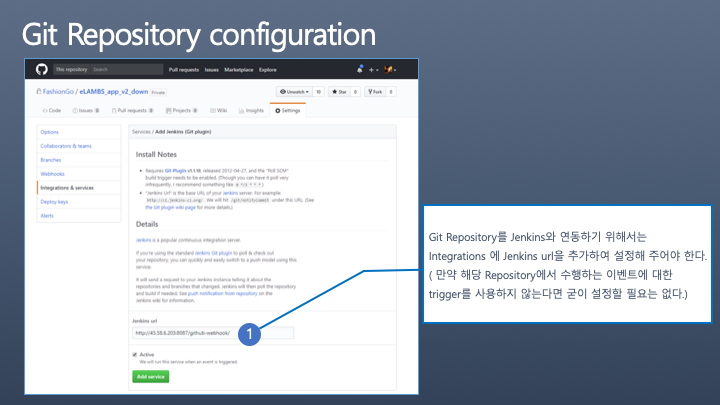 Git Repository configuration
This repository Search
Pull requests Issues Marketplace Explore
FashionGo / eLAMBS_app_v2_down Private
Unwatch 10 Star 0 Fork 0
Code Issues 0 Pull requests 0 Projects 0 Wiki Insights Settings
Options
Collaborators & teams
Branches
Webhooks
Integrations & services
Deploy keys
Alerts
Services / Add Jenkins (Git plugin)
Install Notes
Requires Git Plugin v1.1.18, released 2012-04-27, and the "Poll SCM"
build trigger needs to be enabled. (Though you can have it poll very
infrequently, I recommend something like
"Jenkins Url" is the base URL of your Jenkins server. For example
http://ci.jenkins-ci.org/. We will hit /git/notifyCommit under this URL. (See
the Git plugin wiki page for more details.)
Details
Jenkins is a popular continuous integration server.
If you're using the standard Jenkins Git plugin to poll & check out
your repository, you can quickly and easily switch to a push model using this
service.
It will send a request to your Jenkins instance telling it about the
repositories and branches that changed. Jenkins will then poll the repository
and build if needed. See push notification from repository on the
Jenkins wiki for information.
Jenkins url
/github-webhook/
1
Active
We will run this service when an event is triggered.
Add service
Git Repository를 Jenkins와 연동하기 위해서는
Integrations 에 Jenkins url을 추가하여 설정해 주어야 한다.
( 만약 해당 Repository에서 수행하는 이벤트에 대한
trigger를 사용하지 않는다면 굳이 설정할 필요는 없다.)